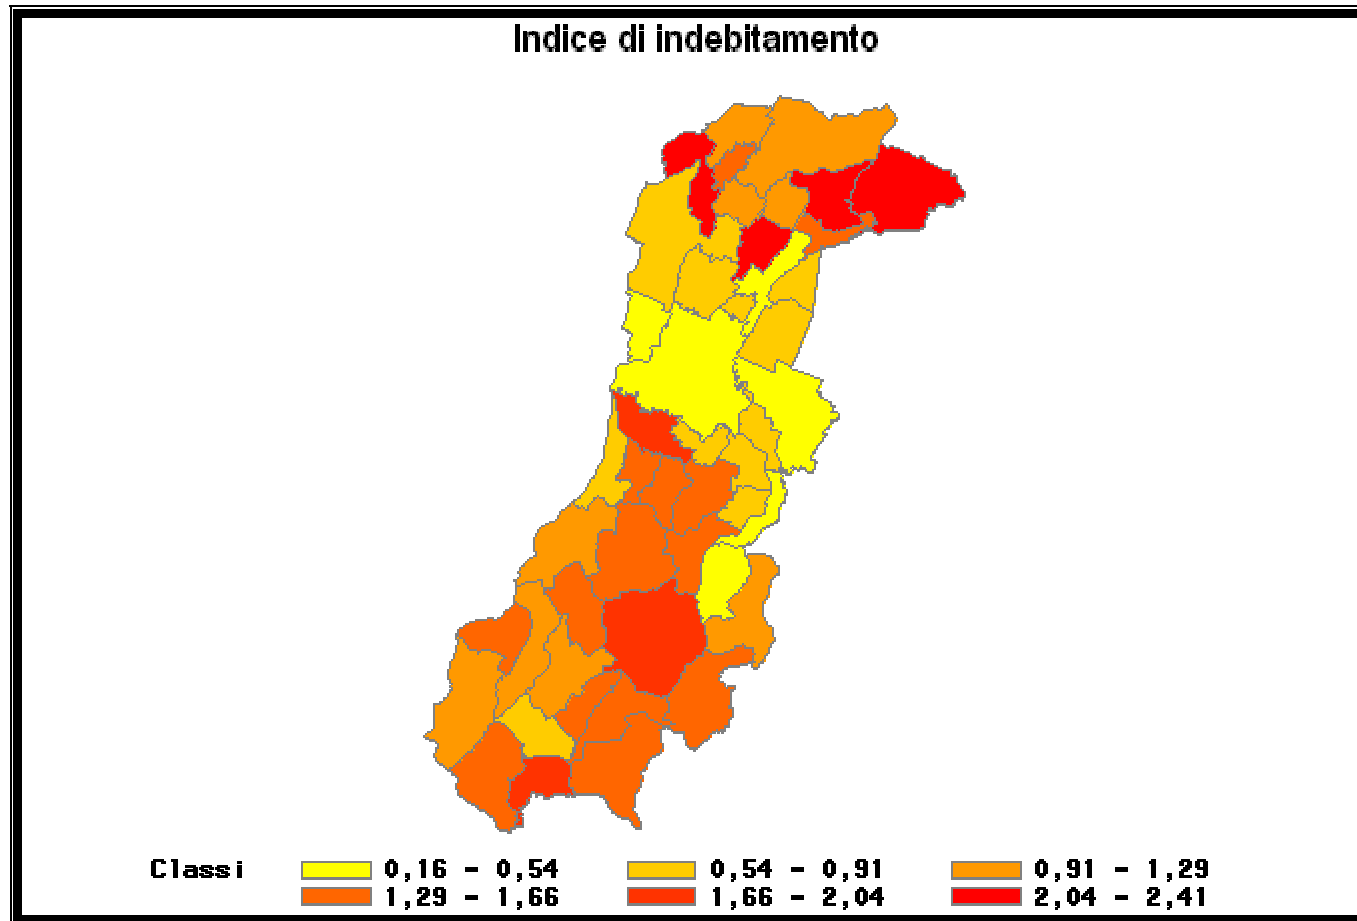 Indice di indebitamento
Classi 0,16 - 0,54 0,54 - 0,91 0,91 - 1,29
1,29 - 1,66 1,66 - 2,04 2,04 - 2,41